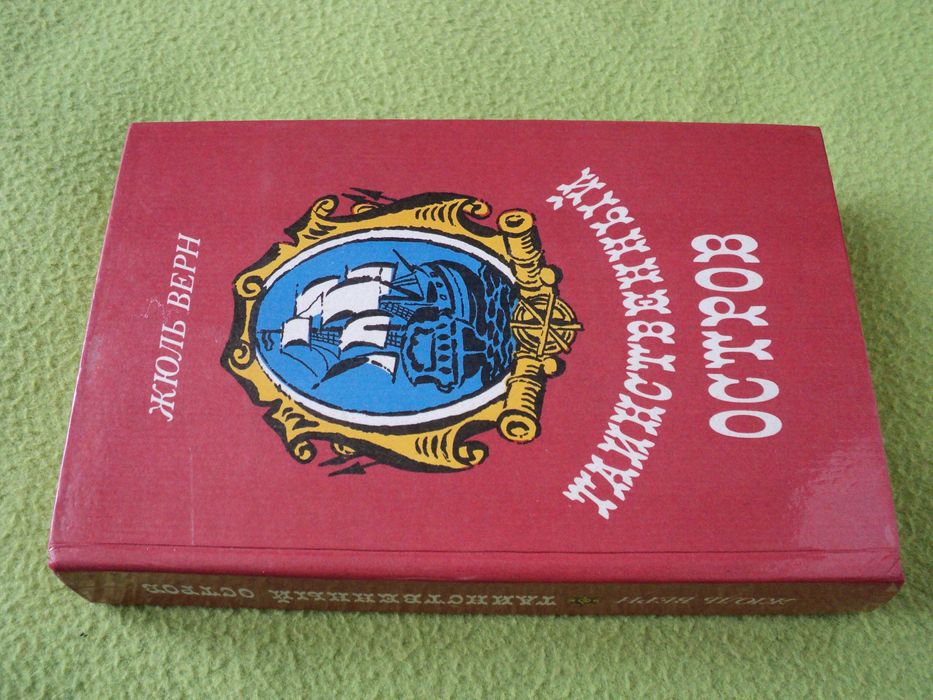 ЖЮЛЬ ВЕРН
ТАИНСТВЕННЫЙ
ОСТРОВ
ЖЮЛЬ ВЕРН ТАИНСТВЕННЫЙ ОСТРОВ